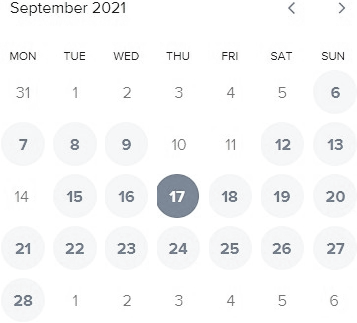 September 2021
MON TUE WED THU FRI SAT SUN
31 1 2 3 4 5 6
7 8 9 10 11 12 13
14 15 16 17 18 19 20
21 22 23 24 25 26 27
28 1 2 3 4 5 6